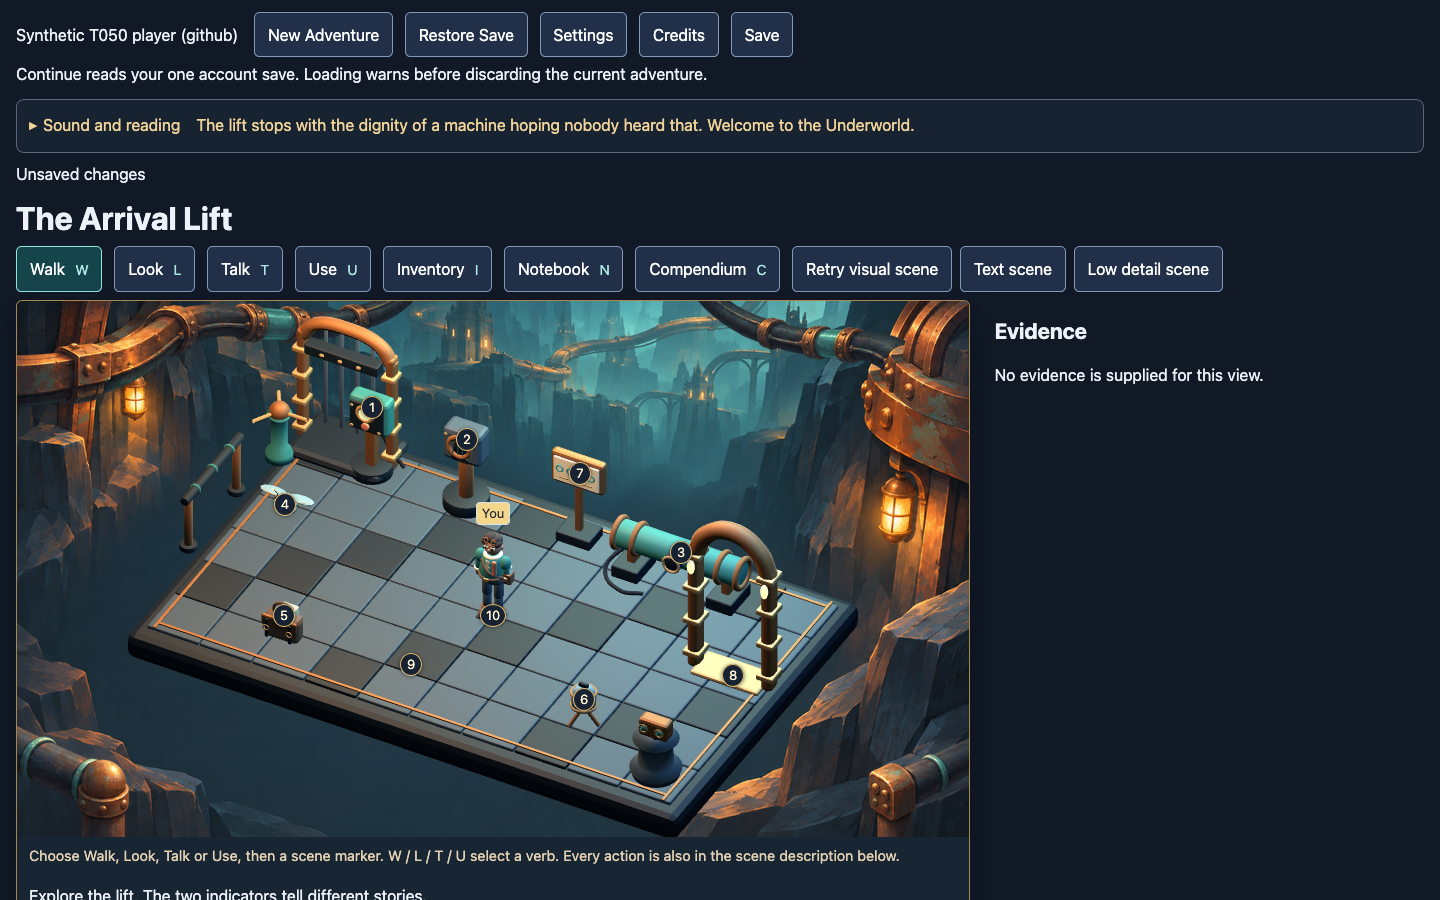 Synthetic T050 player (github) New Adventure Restore Save Settings Credits Save
Continue reads your one account save. Loading warns before discarding the current adventure.
▸ Sound and reading The lift stops with the dignity of a machine hoping nobody heard that. Welcome to the Underworld.
Unsaved changes
The Arrival Lift
Walk W Look L Talk T Use U Inventory I Notebook N Compendium C Retry visual scene Text scene Low detail scene
Evidence
No evidence is supplied for this view.
1
2
7
4
You
3
5
10
9
8
6
Choose Walk, Look, Talk or Use, then a scene marker. W / L / T / U select a verb. Every action is also in the scene description below.
Explore the lift. The two indicators tell different stories.